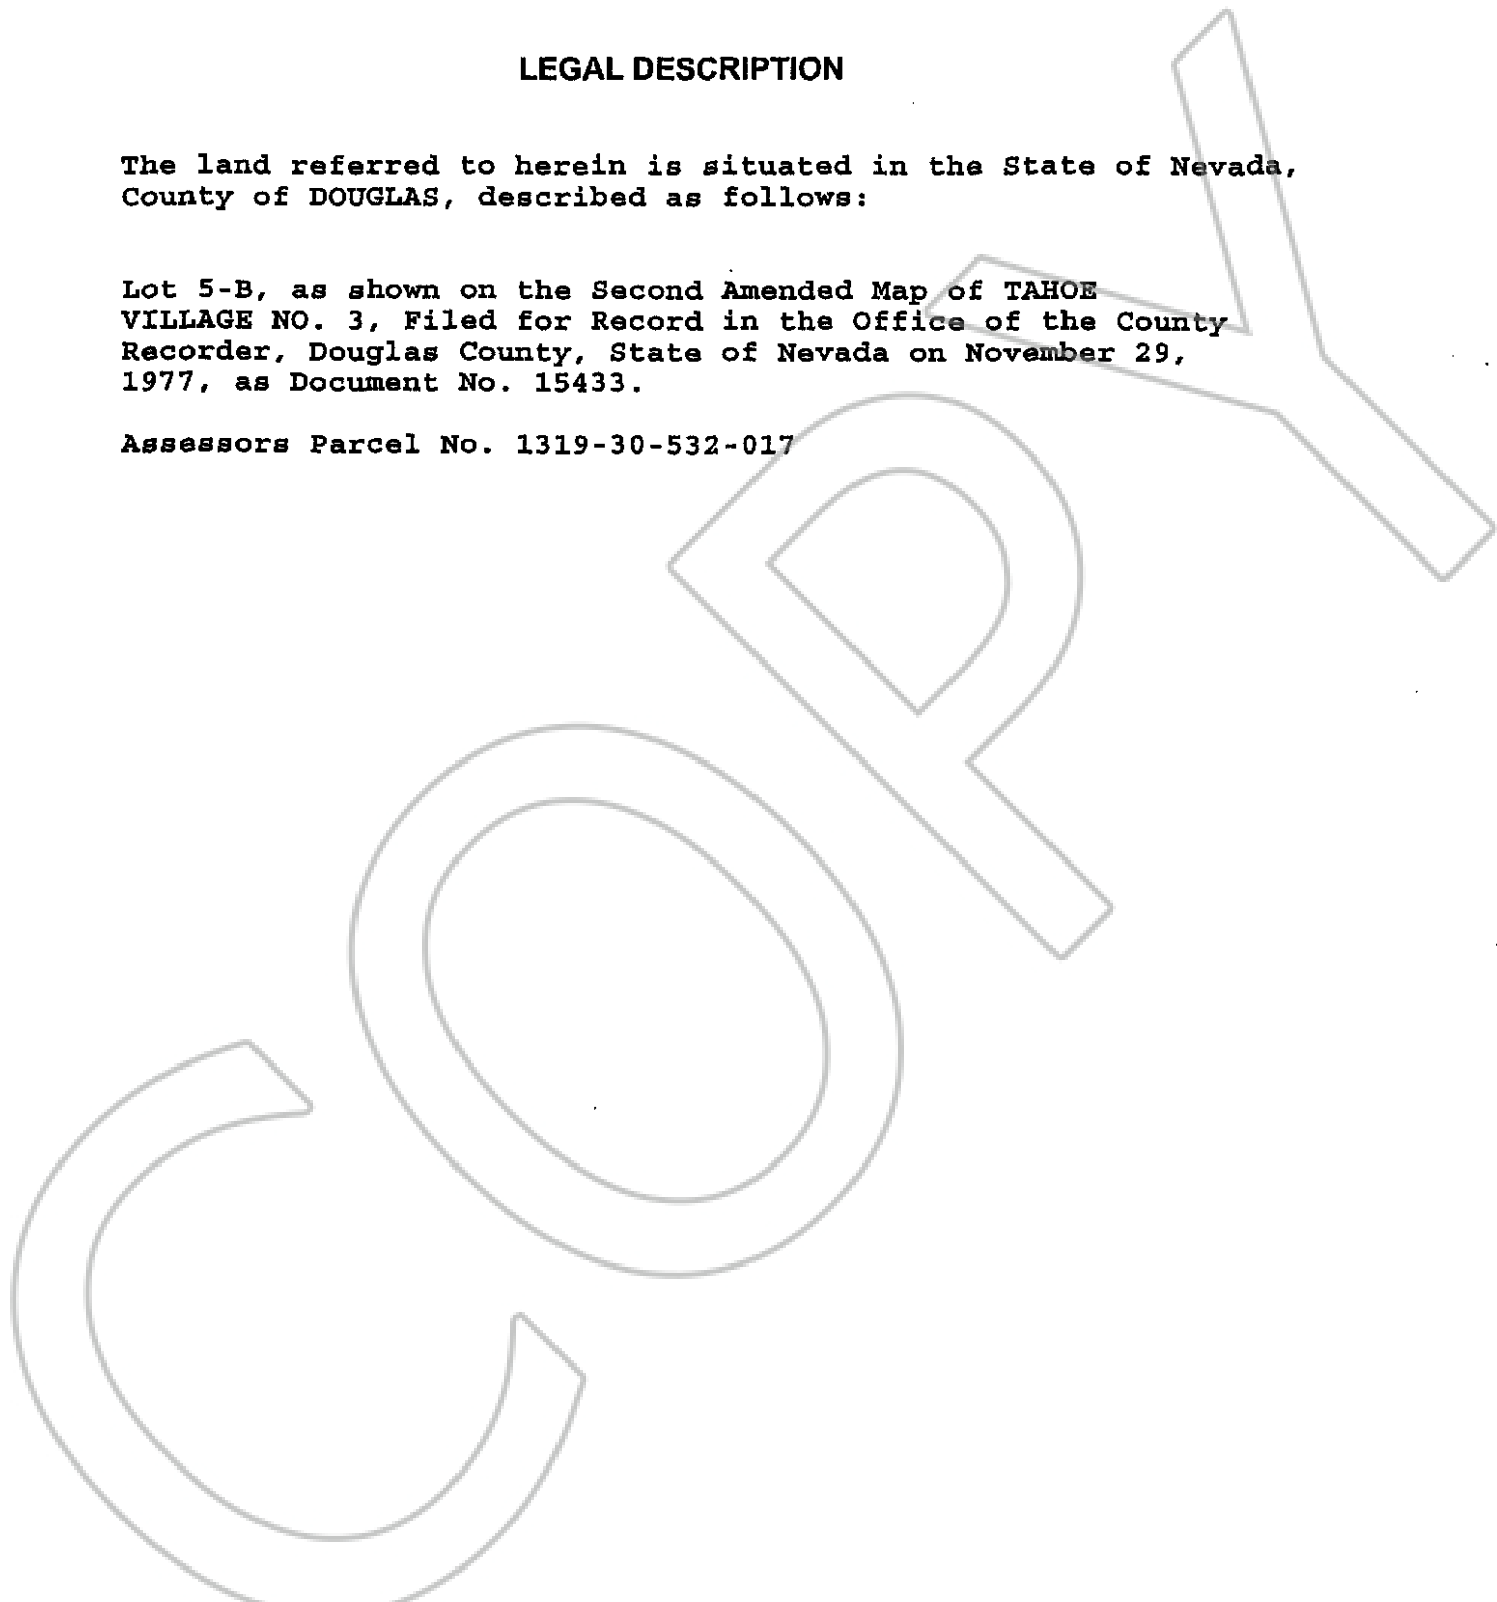 LEGAL DESCRIPTION
The land referred to herein is situated in the State of Nevada,
County of DOUGLAS, described as follows:
Lot 5-B, as shown on the Second Amended Map of TAHOE
VILLAGE NO. 3, Filed for Record in the Office of the County
Recorder, Douglas County, State of Nevada on November 29,
1977, as Document No. 15433.
Assessors Parcel No. 1319-30-532-017
COPY